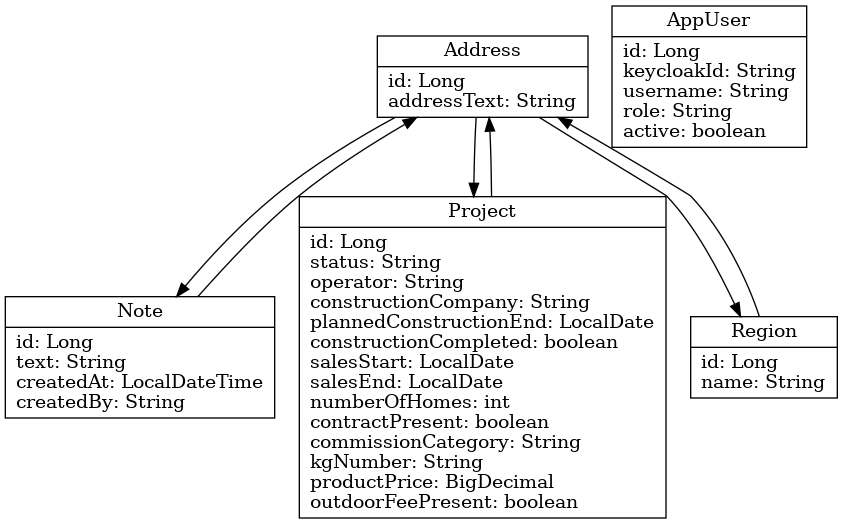 Address
id: Long
addressText: String
AppUser
id: Long
keycloakId: String
username: String
role: String
active: boolean
Note
id: Long
text: String
createdAt: LocalDateTime
createdBy: String
Project
id: Long
status: String
operator: String
constructionCompany: String
plannedConstructionEnd: LocalDate
constructionCompleted: boolean
salesStart: LocalDate
salesEnd: LocalDate
numberOfHomes: int
contractPresent: boolean
commissionCategory: String
kgNumber: String
productPrice: BigDecimal
outdoorFeePresent: boolean
Region
id: Long
name: String